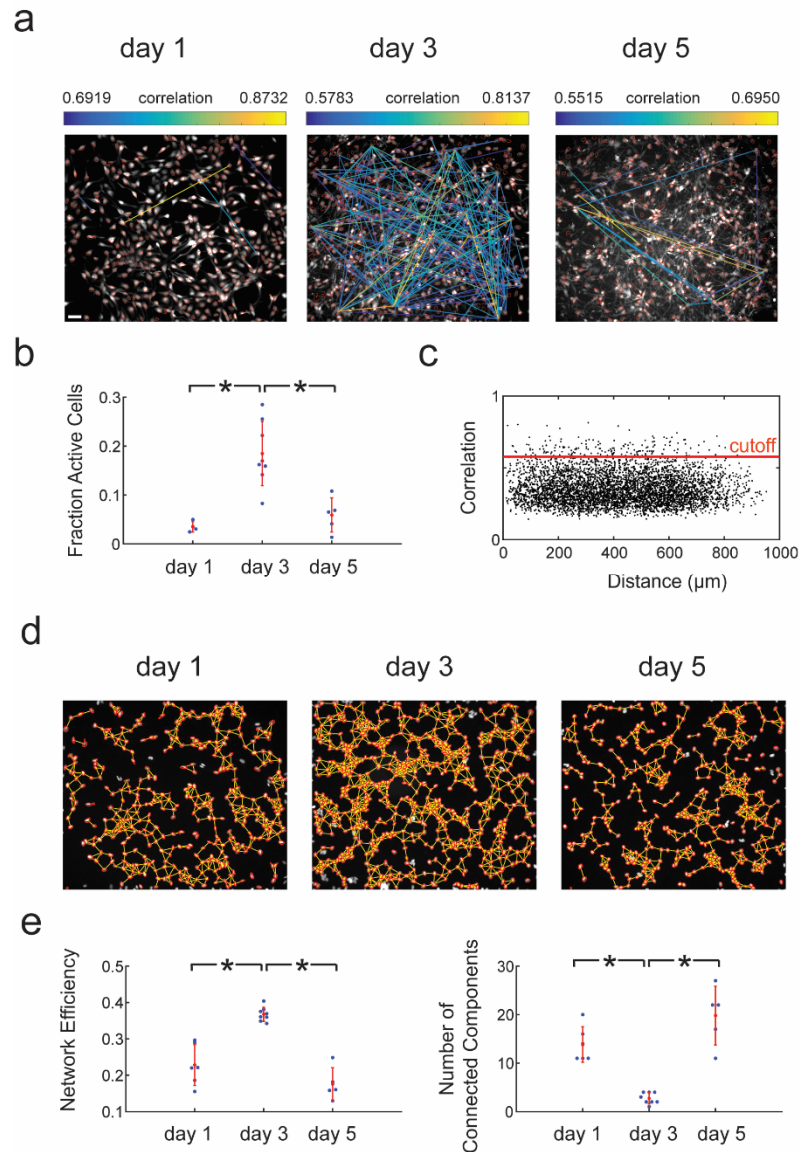 a
day 1 day 3 day 5
0.6919 correlation 0.8732 0.5783 correlation 0.8137 0.5515 correlation 0.6950
b
Fraction Active Cells
0.3
0.2
0.1
0
* *
day 1 day 3 day 5
c
Correlation
1
0
cutoff
0 200 400 600 800 1000
Distance (µm)
d
day 1 day 3 day 5
e
Network Efficiency
0.5
0.4
0.3
0.2
0.1
* *
day 1 day 3 day 5
Number of
Connected Components
30
20
10
0
* *
day 1 day 3 day 5